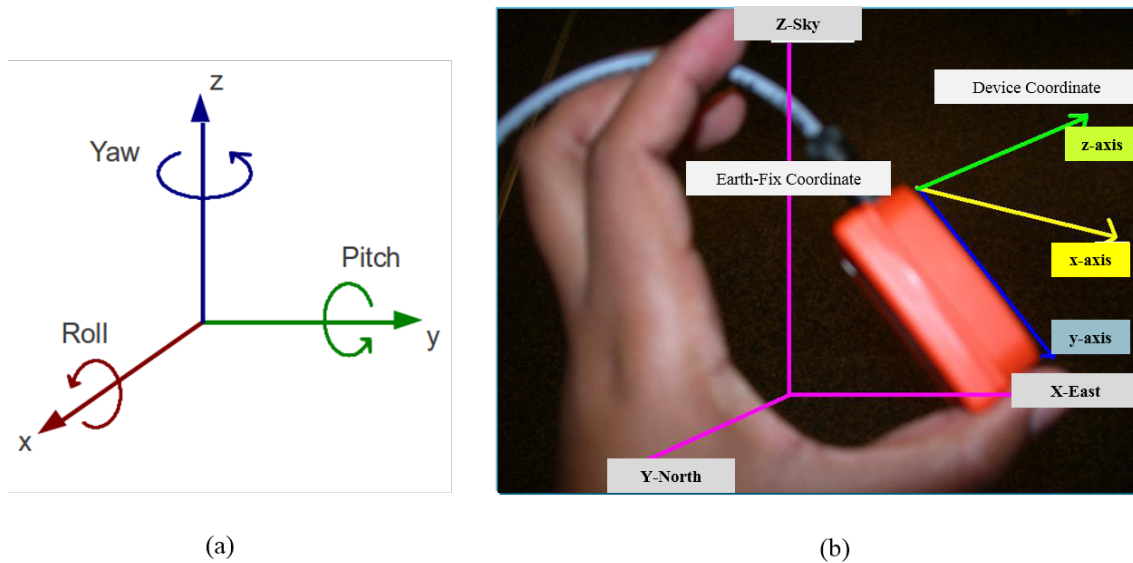 z
Yaw
Pitch
Roll
y
x
(a)
Z-Sky
Device Coordinate
z-axis
Earth-Fix Coordinate
x-axis
y-axis
X-East
Y-North
(b)